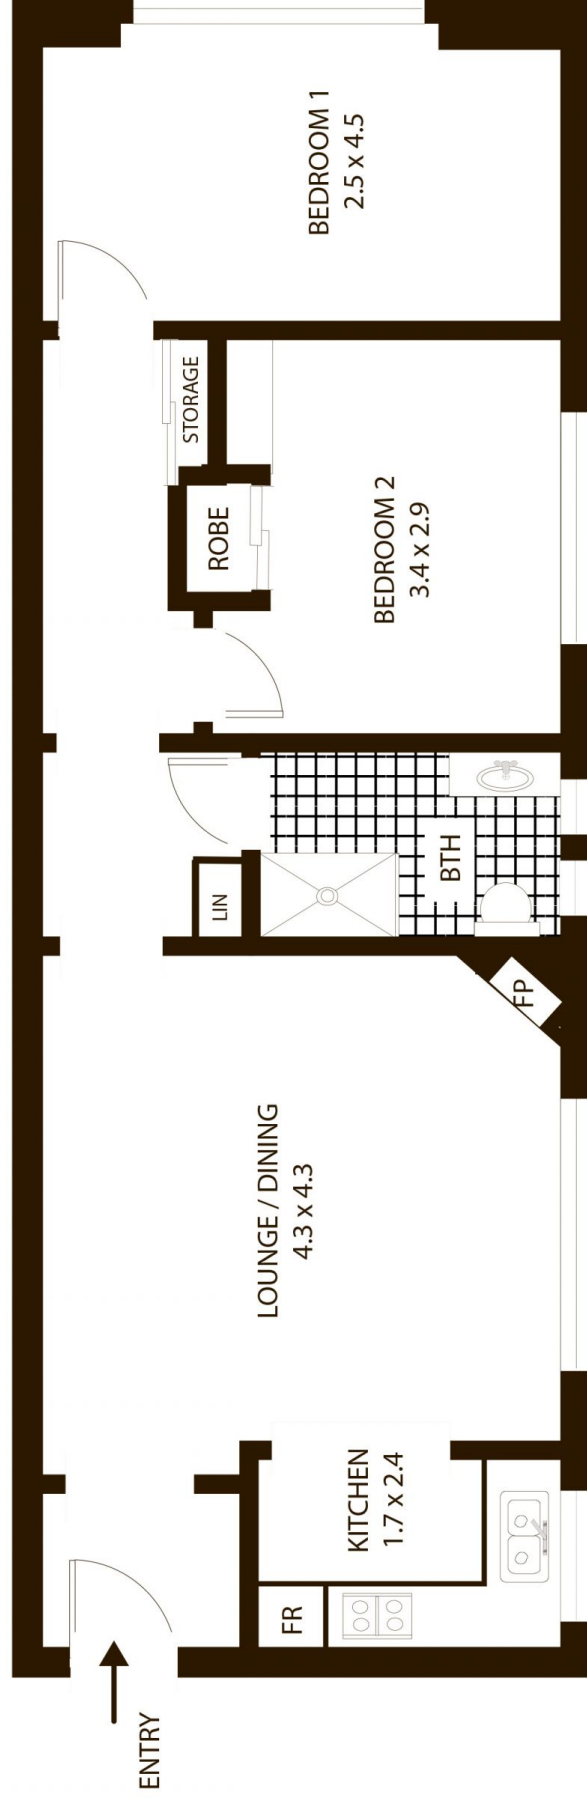 BEDROOM 1
2.5 x 4.5
STORAGE
ROBE
BEDROOM 2
3.4 x 2.9
LIN
BTH
FP
LOUNGE / DINING
4.3 x 4.3
KITCHEN
1.7 x 2.4
FR
ENTRY